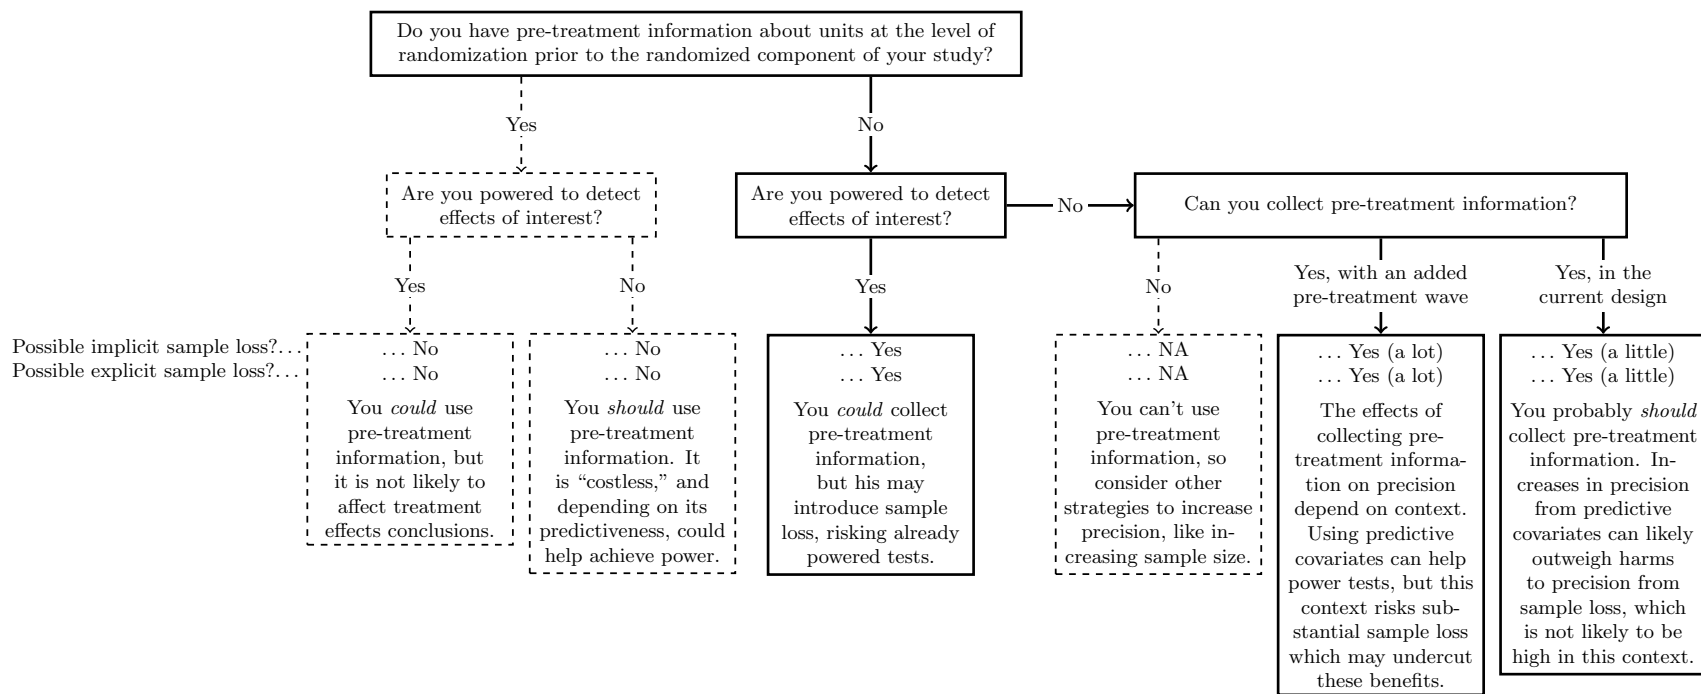 Do you have pre-treatment information about units at the level of
randomization prior to the randomized component of your study?
Yes
No
Are you powered to detect
effects of interest?
Are you powered to detect
effects of interest?
No
Can you collect pre-treatment information?
Yes
No
Yes
No
Yes, with an added
pre-treatment wave
Yes, in the
current design
Possible implicit sample loss?...
Possible explicit sample loss?...
... No
... No
You could use
pre-treatment
information, but
it is not likely to
affect treatment
effects conclusions.
... No
... No
You should use
pre-treatment
information. It
is “costless,” and
depending on its
predictiveness, could
help achieve power.
... Yes
... Yes
You could collect
pre-treatment
information,
but his may
introduce sample
loss, risking already
powered tests.
... NA
... NA
You can’t use
pre-treatment
information, so
consider other
strategies to increase
precision, like in-
creasing sample size.
... Yes (a lot)
... Yes (a lot)
The effects of
collecting pre-
treatment informa-
tion on precision
depend on context.
Using predictive
covariates can help
power tests, but this
context risks sub-
stantial sample loss
which may undercut
these benefits.
... Yes (a little)
... Yes (a little)
You probably should
collect pre-treatment
information. In-
creases in precision
from predictive
covariates can likely
outweigh harms
to precision from
sample loss, which
is not likely to be
high in this context.